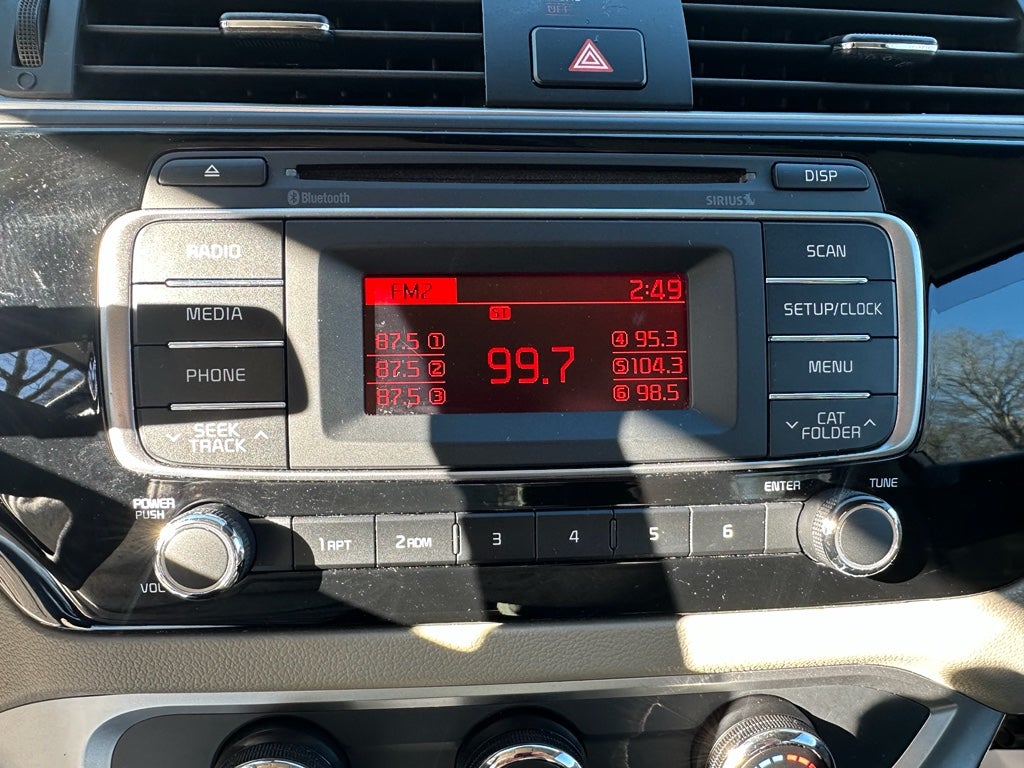 OFF
DISP
Bluetooth
SIRIUS
RADIO
MEDIA
PHONE
SEEK
TRACK
FM2 2:49
87.5 1
87.5 2
87.5 3
99.7
4 95.3
5 104.3
6 98.5
SCAN
SETUP/CLOCK
MENU
CAT
FOLDER
POWER
PUSH
VOL
1 RPT
2 RDM
3
4
5
6
ENTER
TUNE